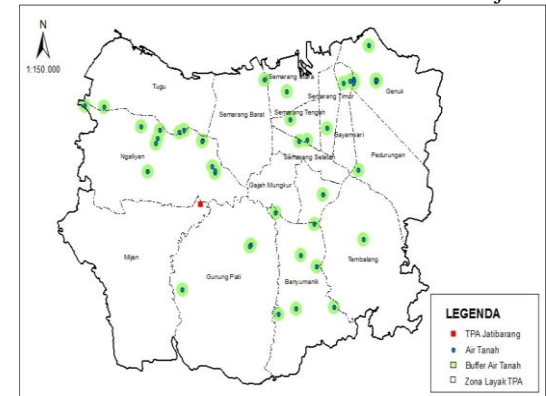 N
1:150.000
Tugu
Semarang Utara
Genuk
Semarang Timur
Semarang Barat
Semarang Tengah
Gayamsari
Pedurungan
Semarang Selatan
Ngaliyan
Gajah Mungkur
Mijen
Gunung Pati
Banyumanik
Tembalang
LEGENDA
TPA Jatibarang
Air Tanah
Buffer Air Tanah
Zona Layak TPA